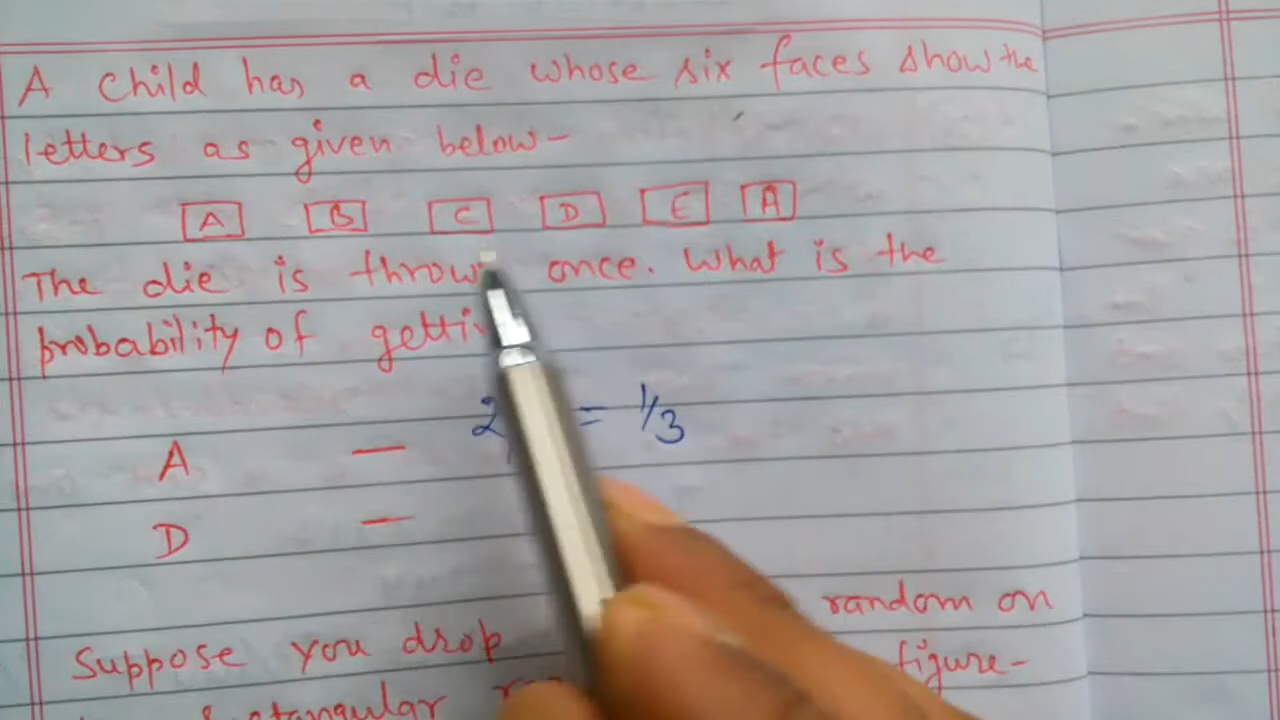 A child has a die whose six faces show the
letters as given below-
A B C D E A
The die is thrown once. What is the
probability of getti
2 = 1/3
A —
D —
Suppose you drop random on
figure-